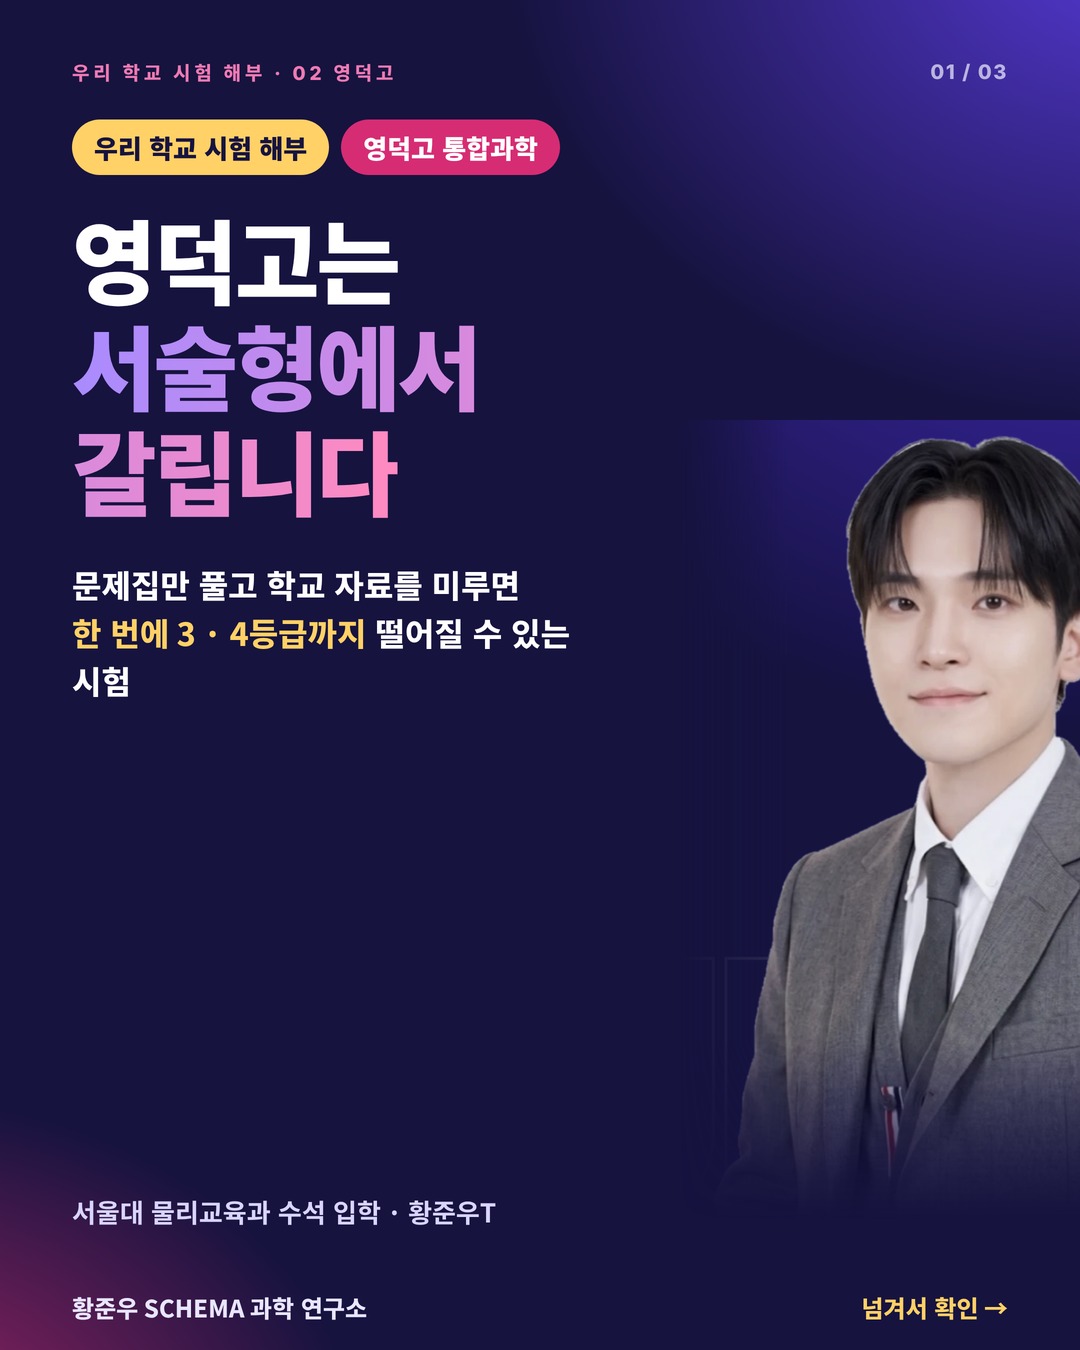 우리 학교 시험 해부 · 02 영덕고
01 / 03
우리 학교 시험 해부
영덕고 통합과학
영덕고는
서술형에서
갈립니다
문제집만 풀고 학교 자료를 미루면
한 번에 3 · 4등급까지 떨어질 수 있는
시험
서울대 물리교육과 수석 입학 · 황준우T
황준우 SCHEMA 과학 연구소
넘겨서 확인 →